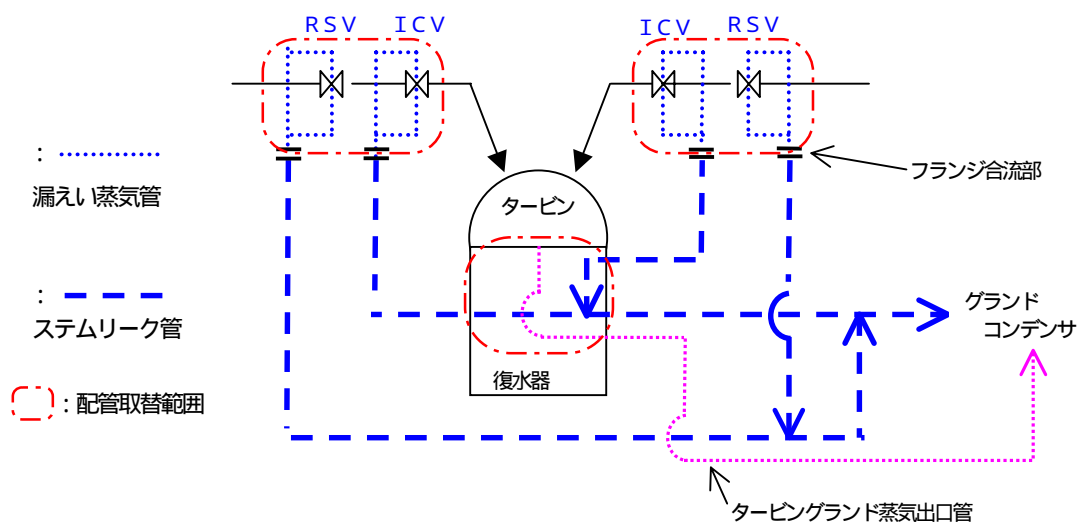 RSV
ICV
ICV
RSV
:
漏えい蒸気管
フランジ合流部
タービン
:
ステムリーク管
グランド
コンデンサ
復水器
:配管取替範囲
タービングランド蒸気出口管